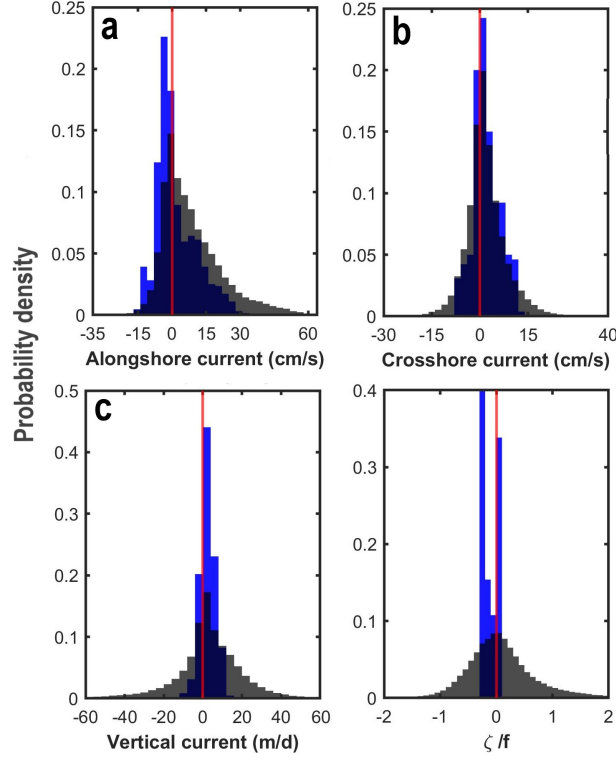 a
0.25
0.2
0.15
0.1
0.05
0
-35 -15 0 15 30 60
Alongshore current (cm/s)
b
0.25
0.2
0.15
0.1
0.05
0
-30 -15 0 15 40
Crosshore current (cm/s)
Probability density
c
0.5
0.4
0.3
0.2
0.1
0
-60 -40 -20 0 20 40 60
Vertical current (m/d)
0.4
0.3
0.2
0.1
0
-2 -1 0 1 2
ζ /f